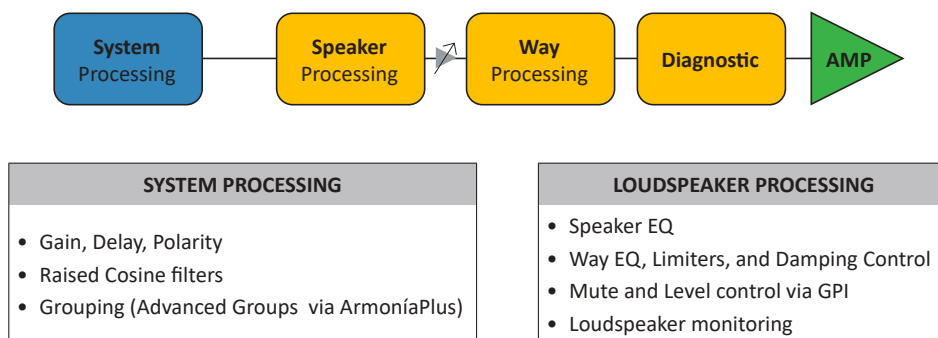 System
Processing
Speaker
Processing
Way
Processing
Diagnostic
AMP
SYSTEM PROCESSING
• Gain, Delay, Polarity
• Raised Cosine filters
• Grouping (Advanced Groups  via ArmoníaPlus)
LOUDSPEAKER PROCESSING
• Speaker EQ
• Way EQ, Limiters, and Damping Control
• Mute and Level control via GPI
• Loudspeaker monitoring